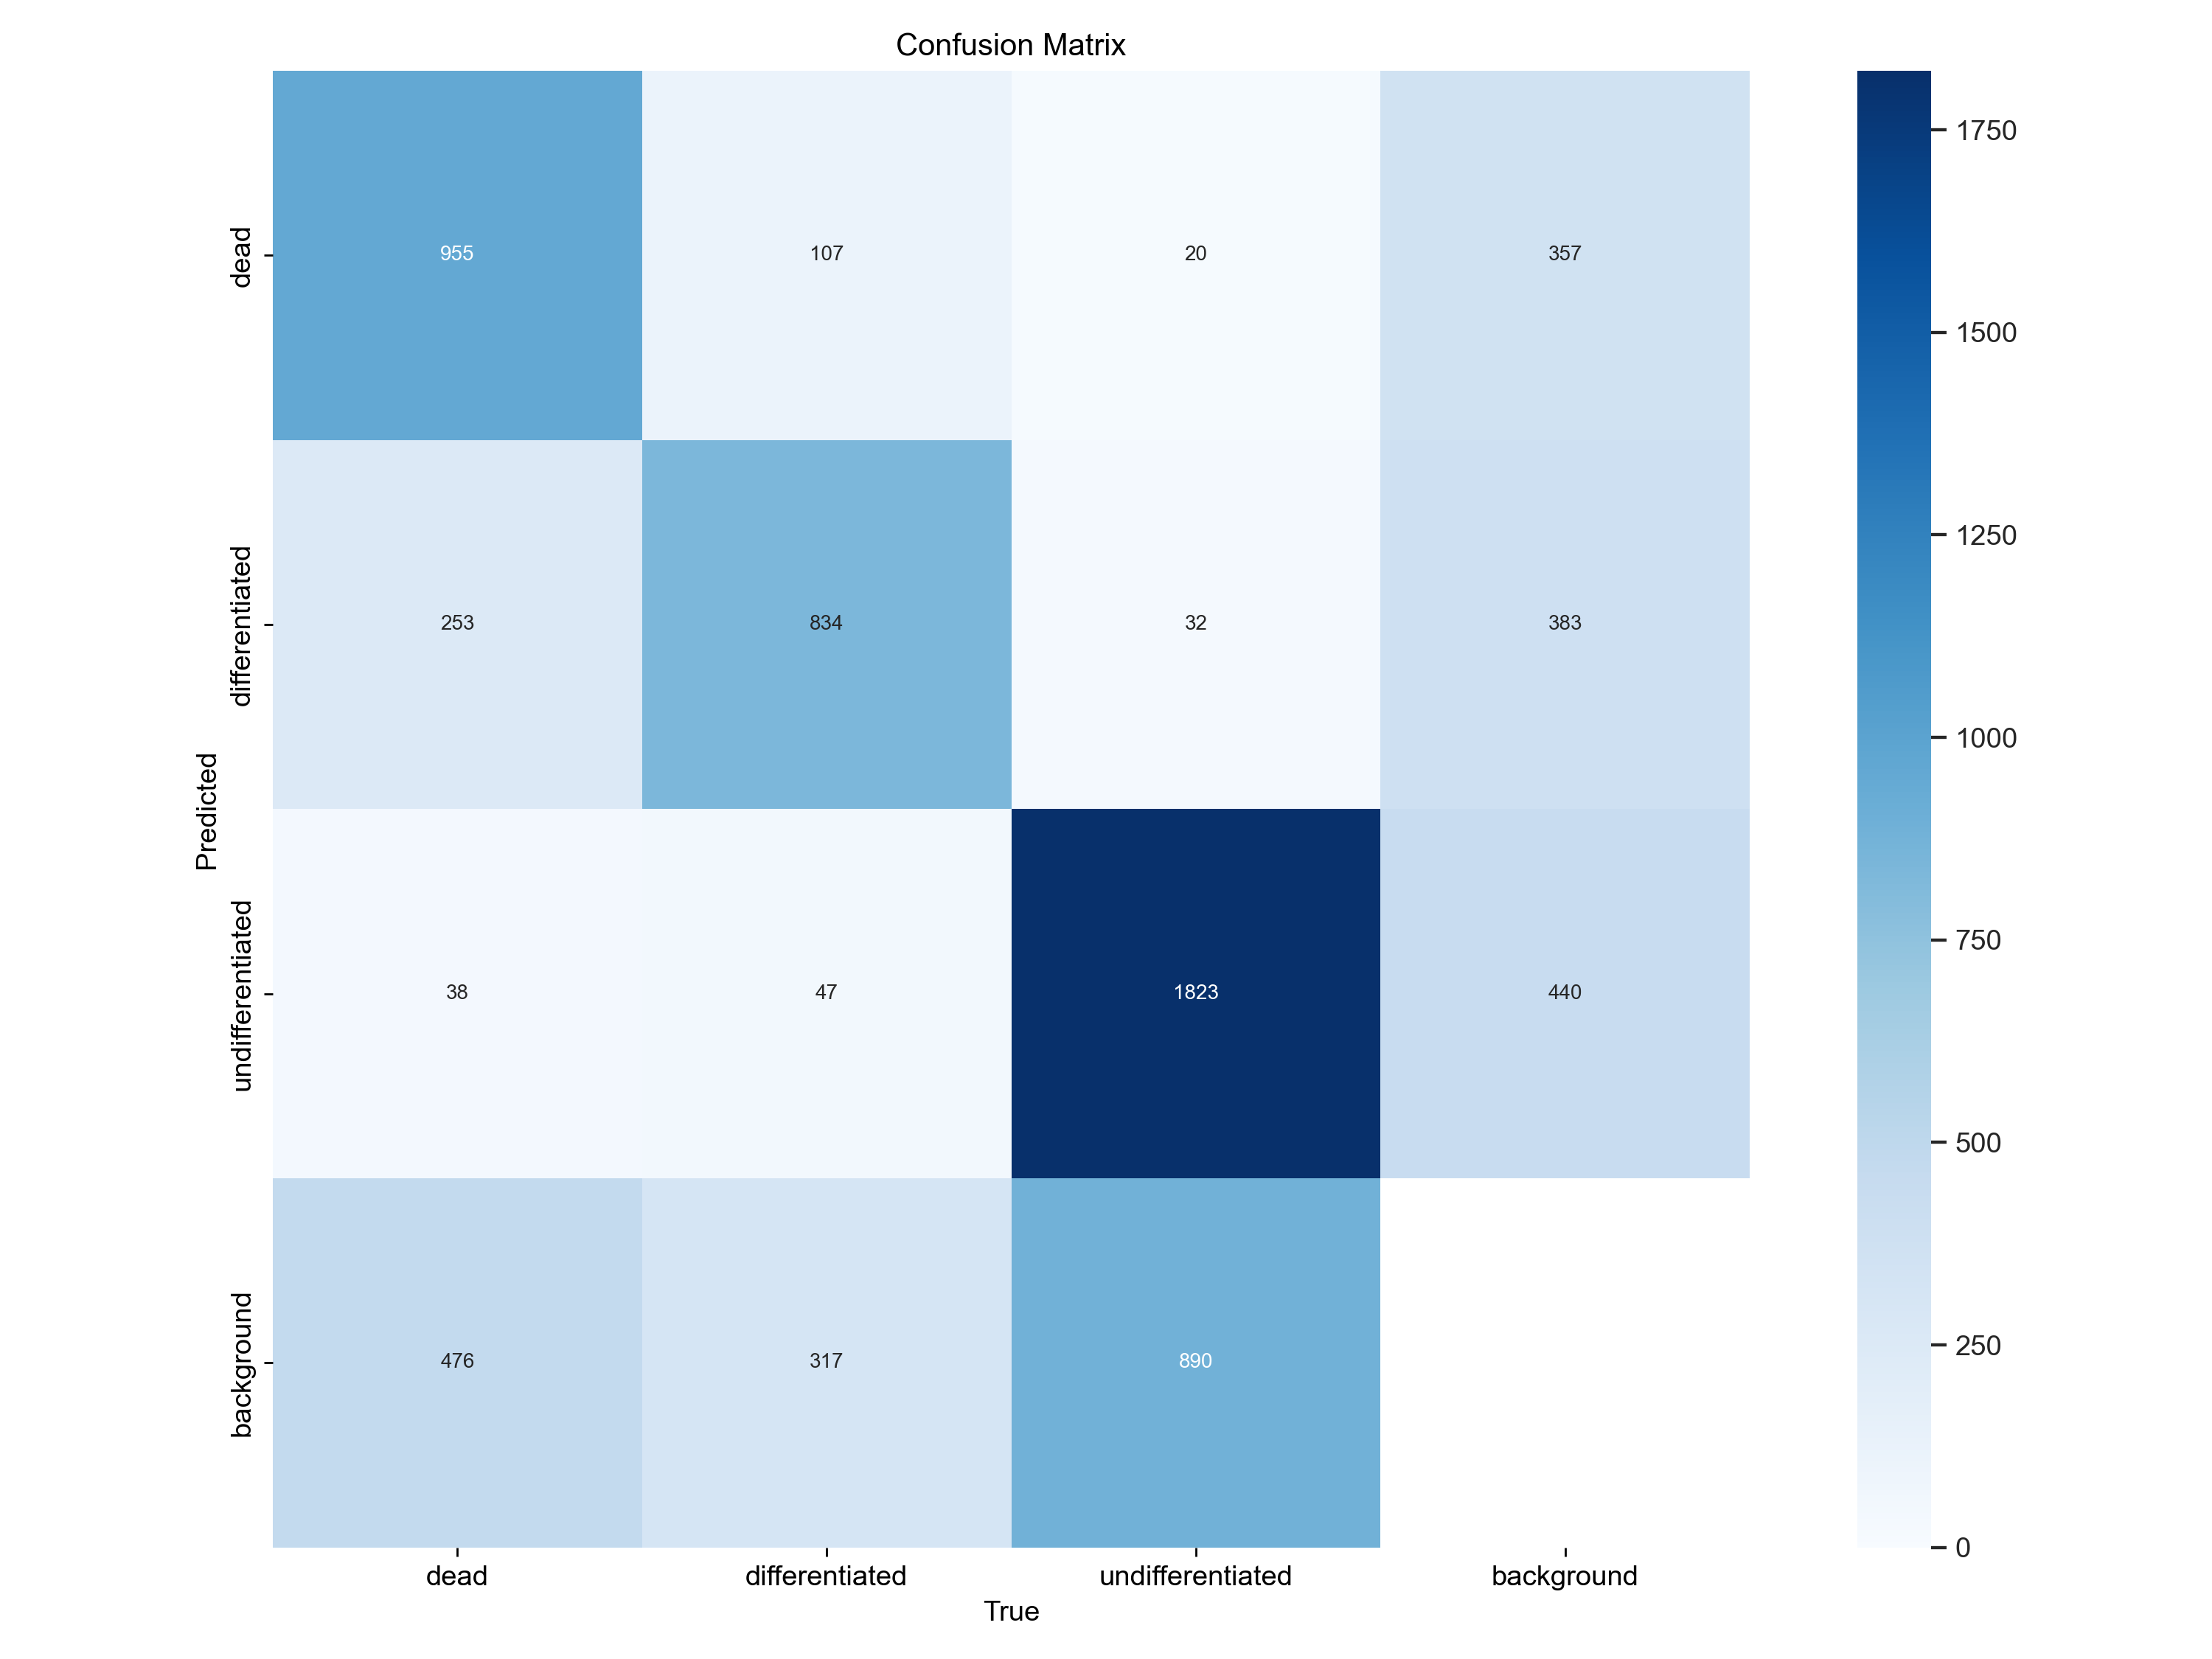 Confusion Matrix
Predicted
dead
955
107
20
357
differentiated
253
834
32
383
undifferentiated
38
47
1823
440
background
476
317
890
dead
differentiated
undifferentiated
background
True
1750
1500
1250
1000
750
500
250
0